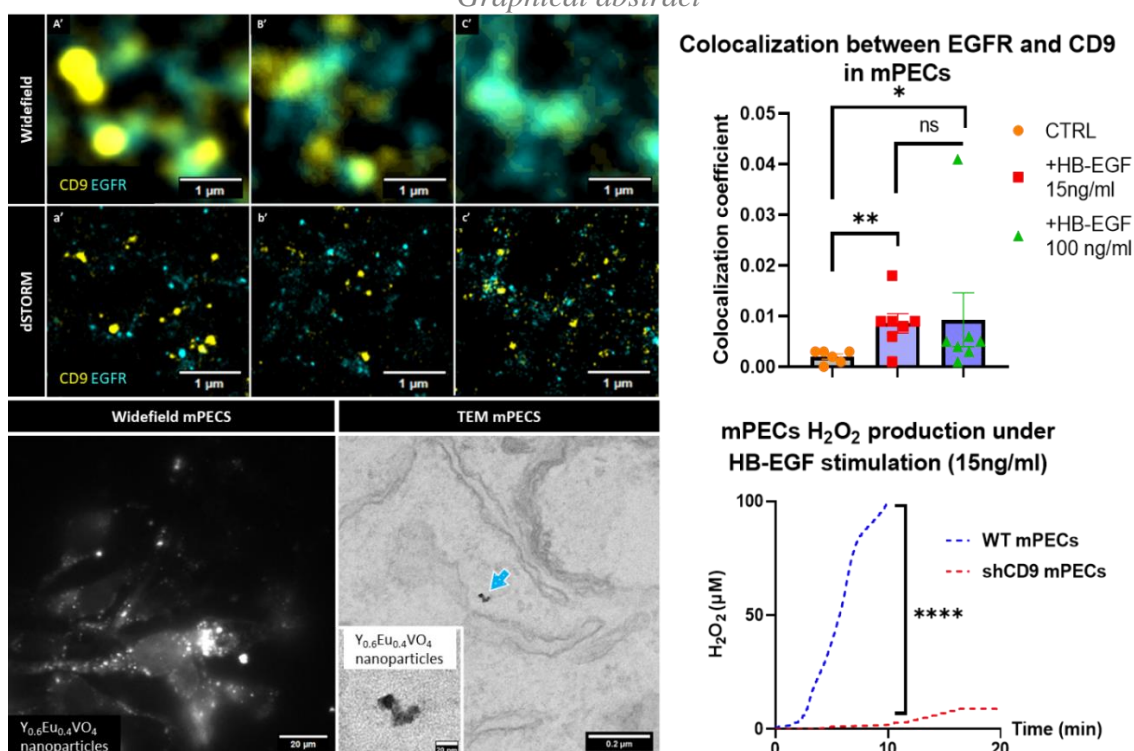 Graphical abstract
Widefield
A'
B'
C'
CD9 EGFR
1 µm
1 µm
1 µm
dSTORM
a'
b'
c'
CD9 EGFR
1 µm
1 µm
1 µm
Widefield mPECS
TEM mPECS
Y0.6Eu0.4VO4
nanoparticles
20 µm
Y0.6Eu0.4VO4
nanoparticles
20 nm
0.2 µm
Colocalization between EGFR and CD9
in mPECs
Colocalization coefficient
0.05
0.04
0.03
0.02
0.01
0.00
*
ns
**
CTRL
+HB-EGF
15ng/ml
+HB-EGF
100 ng/ml
mPECs H2O2 production under
HB-EGF stimulation (15ng/ml)
H2O2 (µM)
100
50
0
0
10
20
Time (min)
WT mPECs
shCD9 mPECs
****